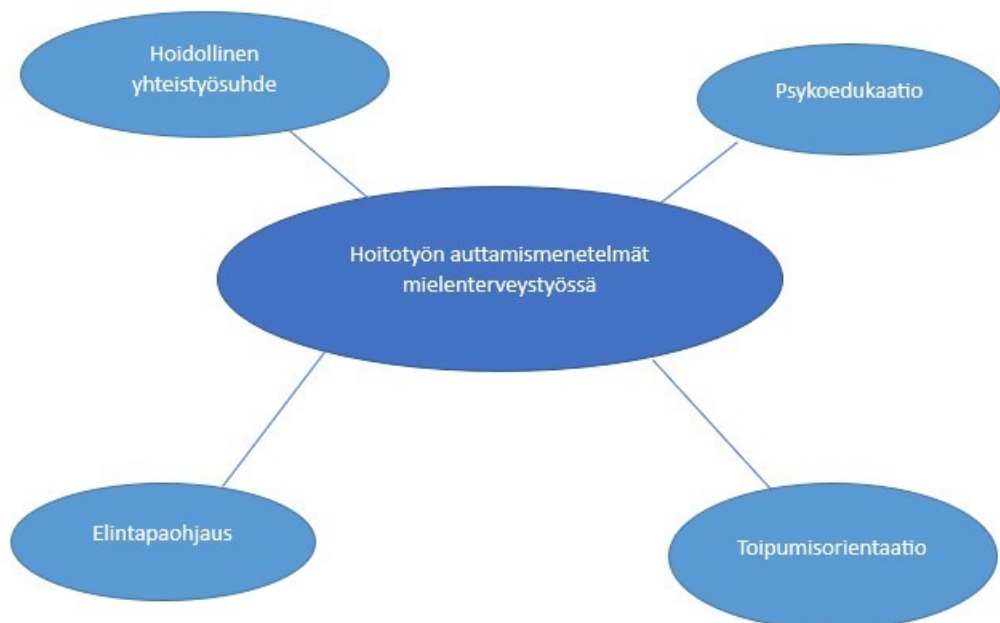 Hoidollinen
yhteistyösuhde
Psykoedukaatio
Hoitotyön auttamismenetelmät
mielenterveystyössä
Elintapaohjaus
Toipumisorientaatio